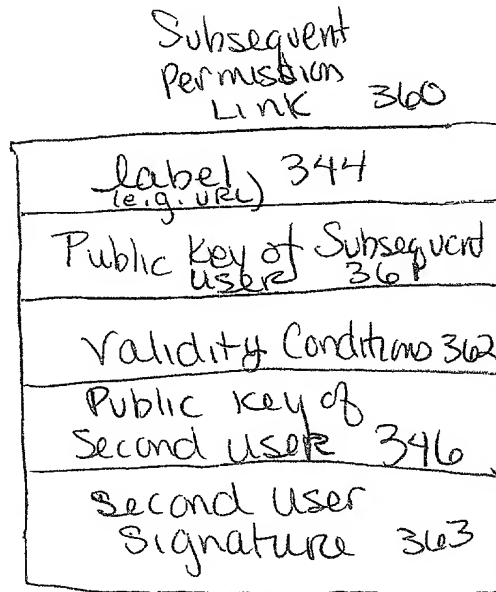 Subsequent
Permission
Link 360
label 344
(e.g. URL)
Public Key of Subsequent
user 361
Validity Conditions 362
Public Key of
Second user 346
Second User
Signature 363